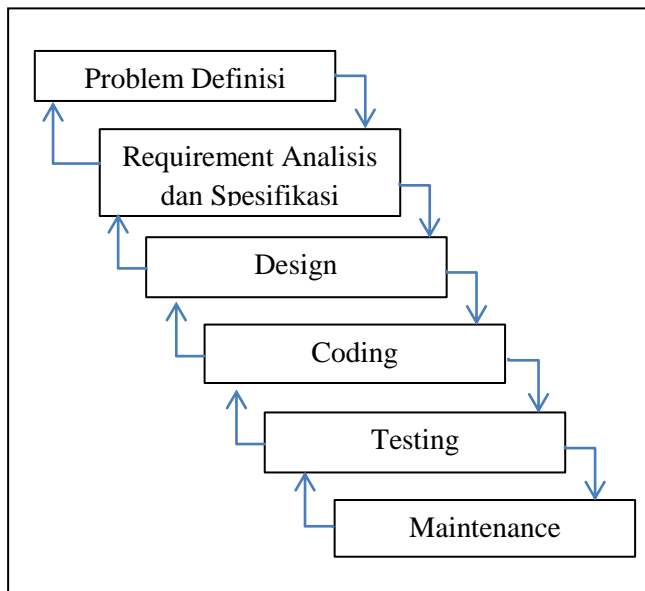 Problem Definisi
Requirement Analisis
dan Spesifikasi
Design
Coding
Testing
Maintenance